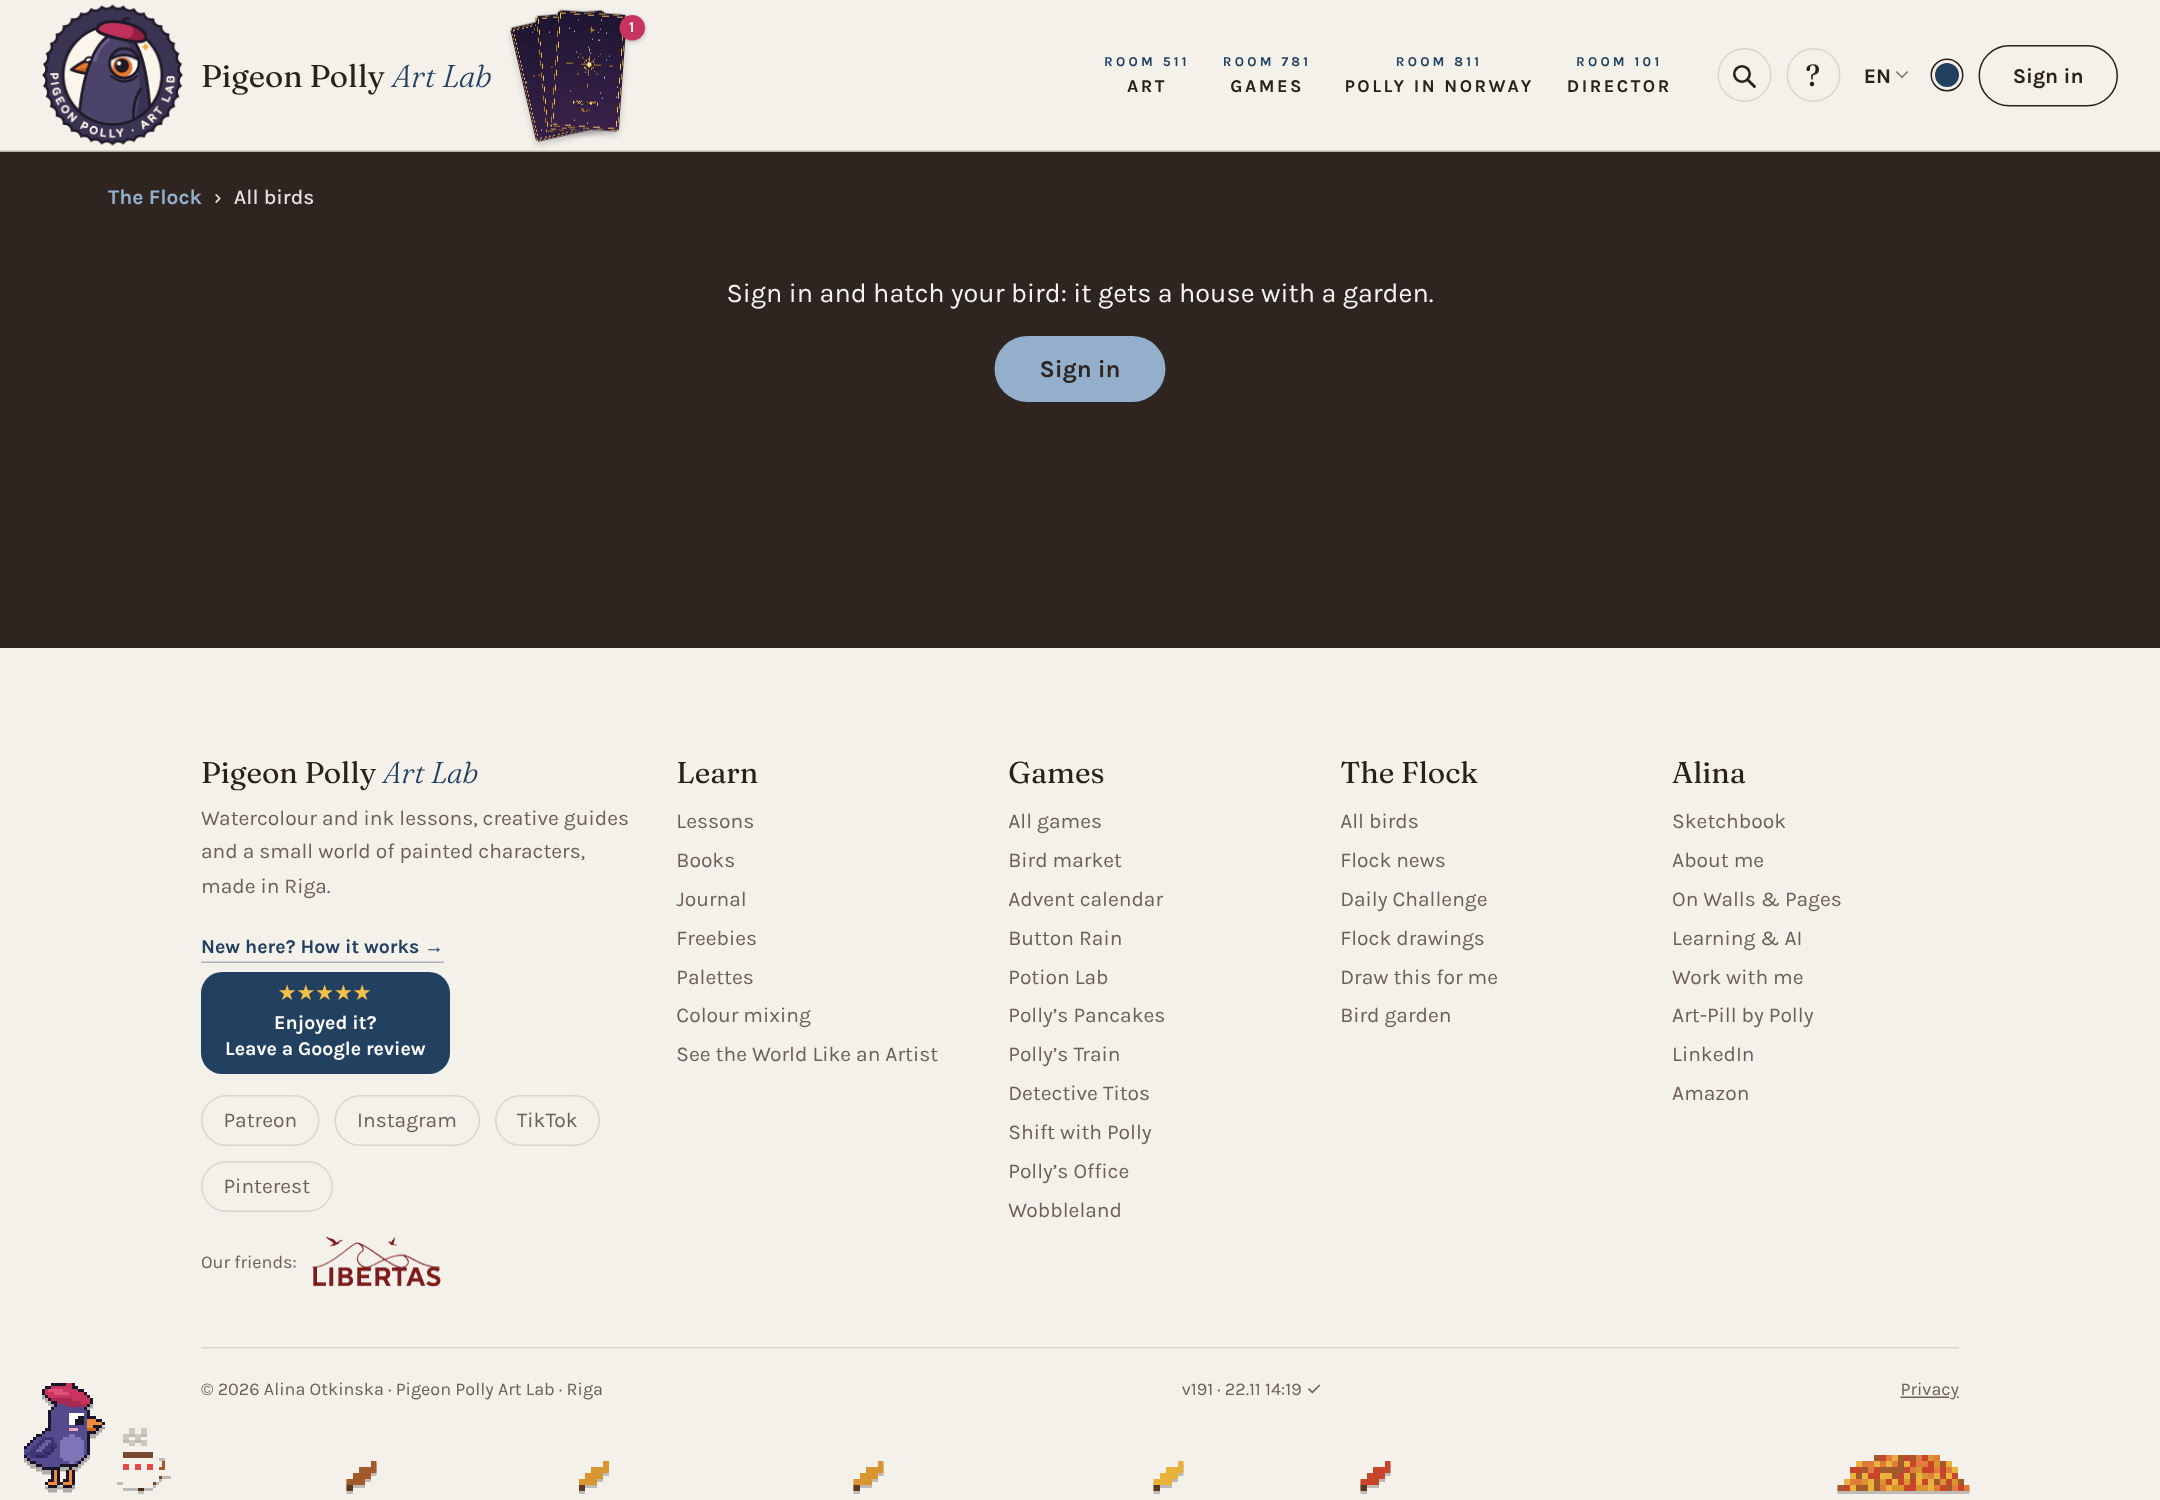 PIGEON POLLY · ART LAB
Pigeon Polly Art Lab
1
ROOM 511
ART
ROOM 781
GAMES
ROOM 811
POLLY IN NORWAY
ROOM 101
DIRECTOR
?
EN
Sign in
The Flock › All birds
Sign in and hatch your bird: it gets a house with a garden.
Sign in
Pigeon Polly Art Lab
Watercolour and ink lessons, creative guides
and a small world of painted characters,
made in Riga.
New here? How it works →
★★★★★
Enjoyed it?
Leave a Google review
Patreon
Instagram
TikTok
Pinterest
Our friends:
LIBERTAS
Learn
Lessons
Books
Journal
Freebies
Palettes
Colour mixing
See the World Like an Artist
Games
All games
Bird market
Advent calendar
Button Rain
Potion Lab
Polly’s Pancakes
Polly’s Train
Detective Titos
Shift with Polly
Polly’s Office
Wobbleland
The Flock
All birds
Flock news
Daily Challenge
Flock drawings
Draw this for me
Bird garden
Alina
Sketchbook
About me
On Walls & Pages
Learning & AI
Work with me
Art-Pill by Polly
LinkedIn
Amazon
© 2026 Alina Otkinska · Pigeon Polly Art Lab · Riga
v191 · 22.11 14:19 ✓
Privacy